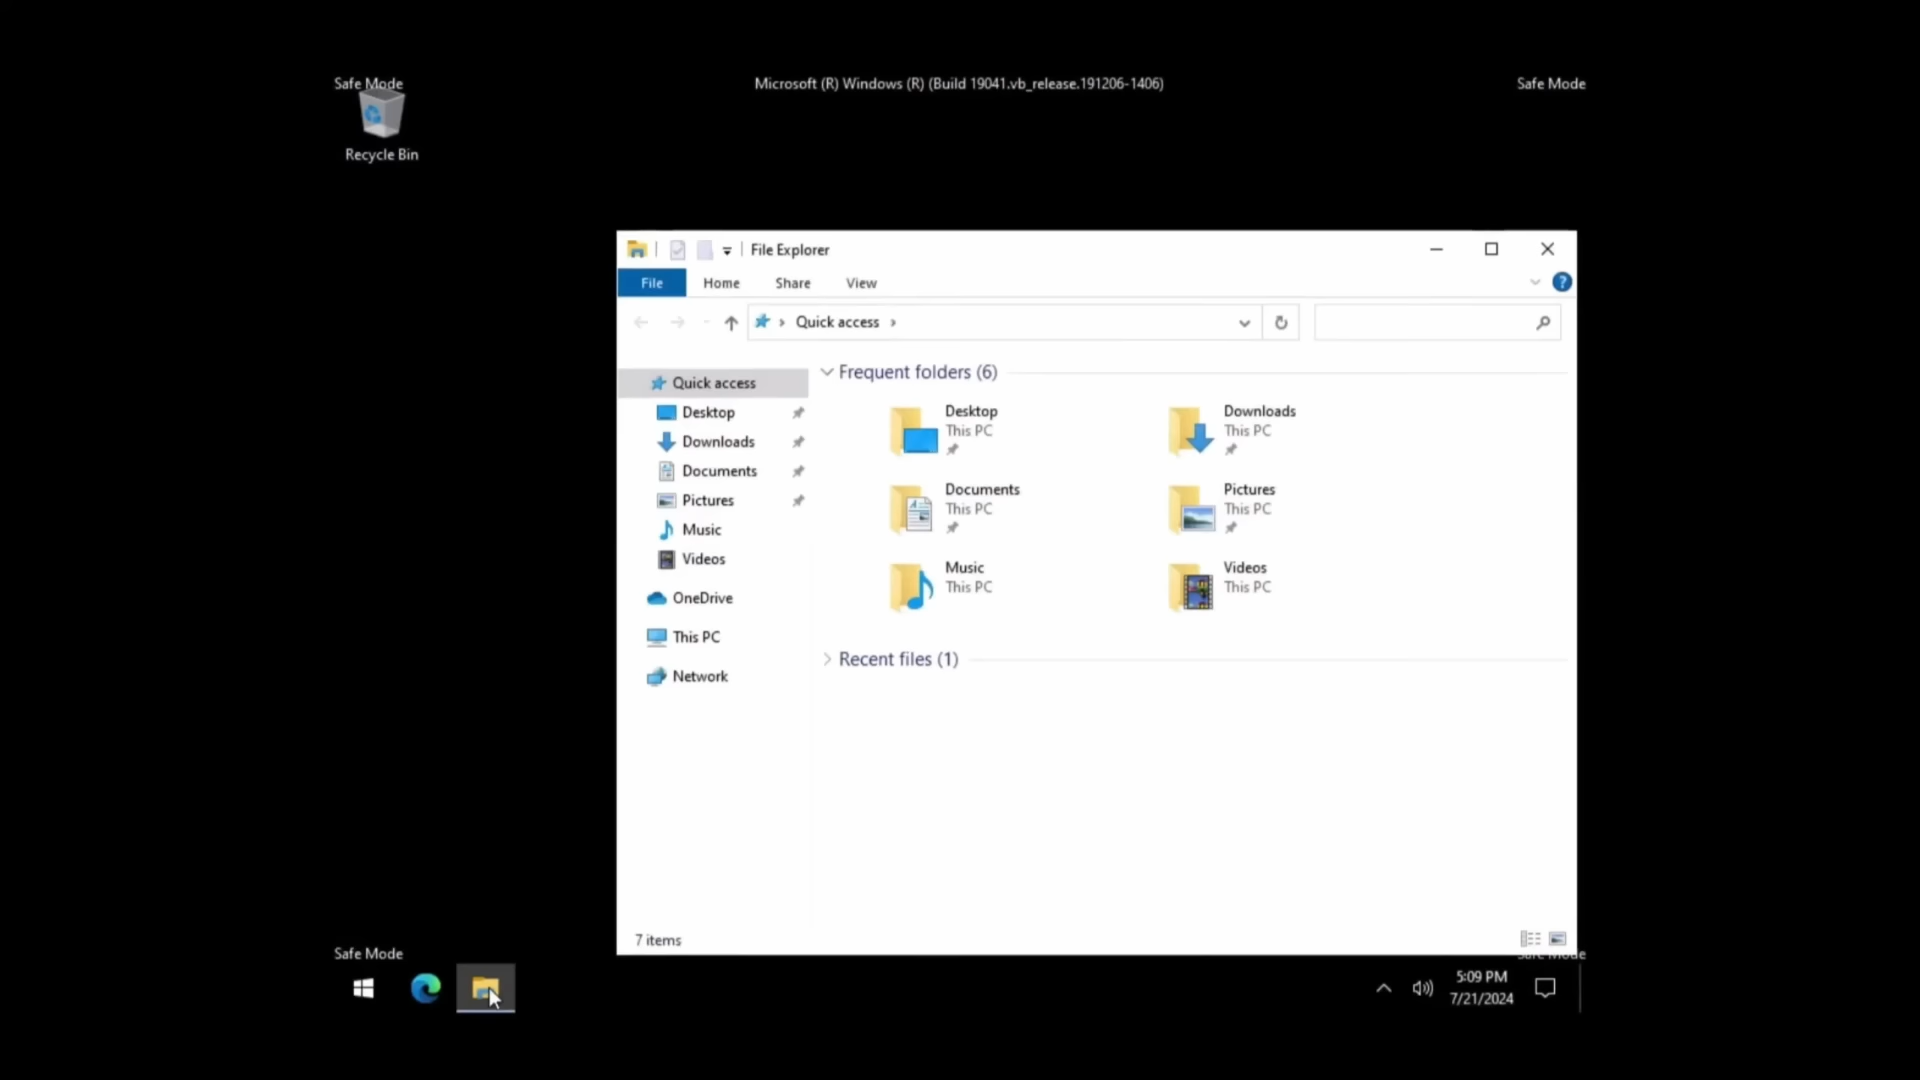 Safe Mode
Microsoft (R) Windows (R) (Build 19041.vb_release.191206-1406)
Safe Mode
Recycle Bin
File Explorer
File
Home
Share
View
?
Quick access
Quick access
Desktop
Downloads
Documents
Pictures
Music
Videos
OneDrive
This PC
Network
Frequent folders (6)
Desktop
This PC
Downloads
This PC
Documents
This PC
Pictures
This PC
Music
This PC
Videos
This PC
Recent files (1)
7 items
Safe Mode
Safe Mode
5:09 PM
7/21/2024